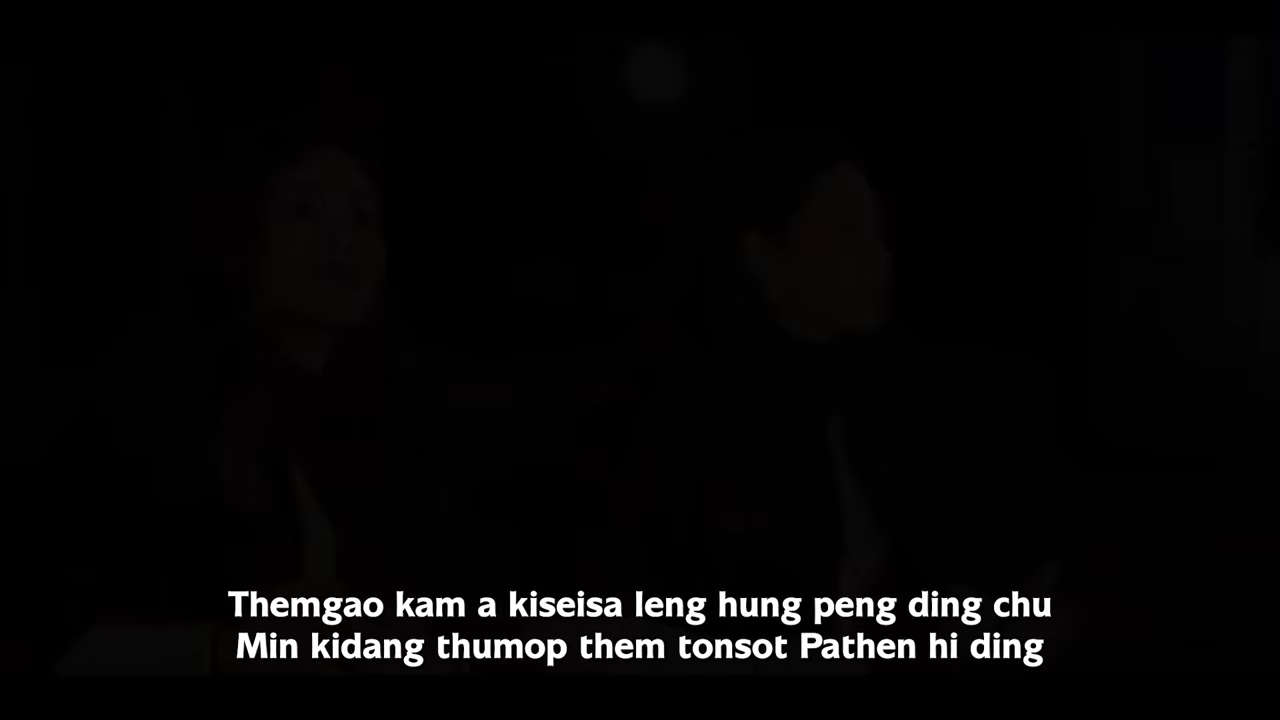 Themgao kam a kiseisa leng hung peng ding chu
Min kidang thumop them tonsot Pathen hi ding